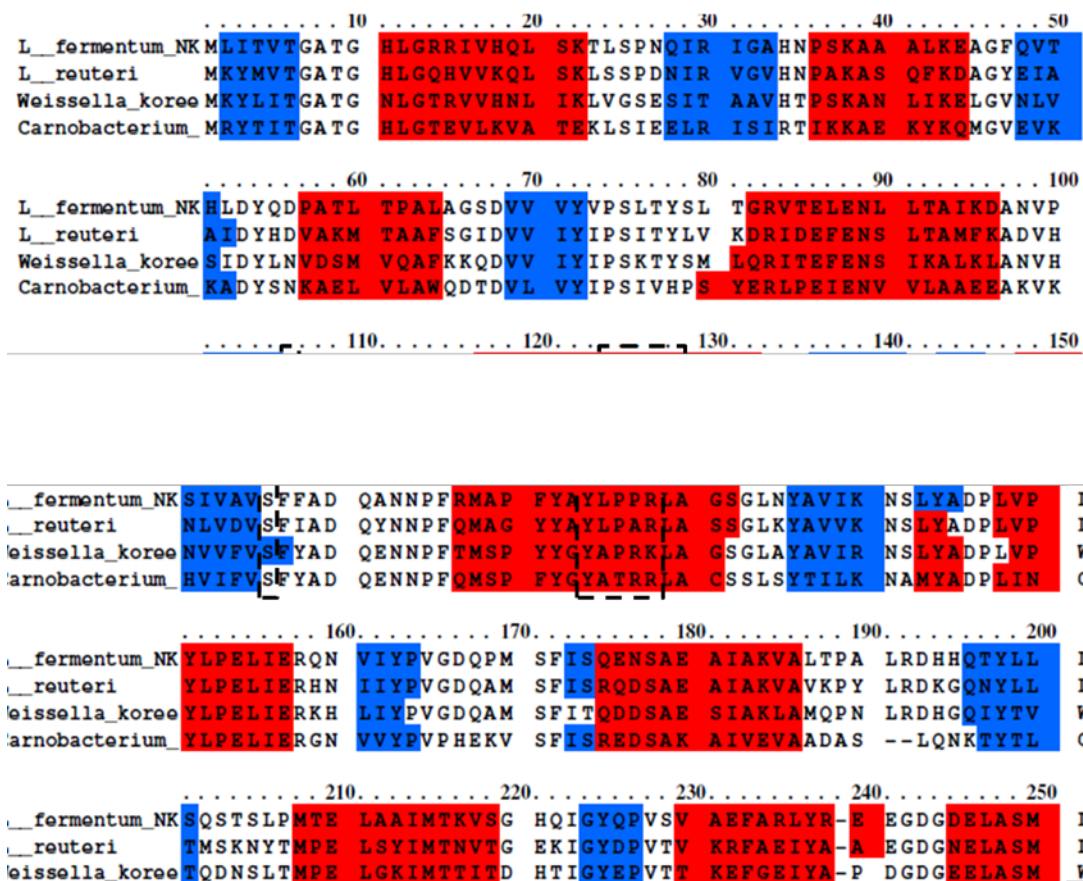 . . . . . . . . 10 . . . . . . . . 20 . . . . . . . . 30 . . . . . . . . 40 . . . . . . . . 50
L__fermentum_NK MLITVTGATG HLGRRIVHQL SKTLSPNQIR IGAHNPSKAA ALKEAGFQVT
L__reuteri MKYMVTGATG HLGQHVVKQL SKLSSPDNIR VGVHNPAKAS QFKDAGYEIA
Weissella_koree MKYLITGATG NLGTRVVHNL IKLVGSESIT AAVHTPSKAN LIKELGVNLV
Carnobacterium_ MRYTITGATG HLGTEVLKVA TEKLSIEELR ISIRTIKKAE KYKQMGVEVK
. . . . . . . . 60 . . . . . . . . 70 . . . . . . . . 80 . . . . . . . . 90 . . . . . . . . 100
L__fermentum_NK HLDYQDPATL TPALAGSDVV VYVPSLTYSL TGRVTELENL LTAIKDANVP
L__reuteri AIDYHDVAKM TAAFSGIDVV IYIPSITYLV KDRIDEFENS LTAMFKADVH
Weissella_koree SIDYLNVDSM VQAFKKQDVV IYIPSKTYSM LQRITEFENS IKALKLANVH
Carnobacterium_ KADYSNKAEL VLAWQDTDVL VYIPSIVHPS YERLPEIENV VLAAEEAKVK
. . . . . . . . 110 . . . . . . . . 120 . . . . . . . . 130 . . . . . . . . 140 . . . . . . . . 150
__fermentum_NK SIVAVSFFAD QANNPFRMAP FYAYLPPRLA GSGLNYAVIK NSLYADPLVP
__reuteri NLVDVSFIAD QYNNPFQMAG YYAYLPARLA SSGLKYAVVK NSLYADPLVP
eissella_koree NVVFVSFYAD QENNPFTMSP YYGYAPRKLA GSGLAYAVIR NSLYADPLVP
arnobacterium_ HVIFVSFYAD QENNPFQMSP FYGYATRRLA CSSLSYTILK NAMYADPLIN
. . . . . . . . 160 . . . . . . . . 170 . . . . . . . . 180 . . . . . . . . 190 . . . . . . . . 200
__fermentum_NK YLPELIERQN VIYPVGDQPM SFISQENSAE AIAKVALTPA LRDHHQTYLL
__reuteri YLPELIERHN IIYPVGDQAM SFISRQDSAE AIAKVAVKPY LRDKGQNYLL
eissella_koree YLPELIERKH LIYPVGDQAM SFITQDDSAE SIAKLAMQPN LRDHGQIYTV
arnobacterium_ YLPELIERGN VVYPVPHEKV SFISREDSAK AIVEVAADAS --LQNKTYTL
. . . . . . . . 210 . . . . . . . . 220 . . . . . . . . 230 . . . . . . . . 240 . . . . . . . . 250
__fermentum_NK SQSTSLPMTE LAAIMTKVSG HQIGYQPVSV AEFARLYR-E EGDGDELASM
__reuteri TMSKNYTMPE LSYIMTNVTG EKIGYDPVTV KRFAEIYA-A EGDGNELASM
eissella_koree TQDNSLTMPE LGKIMTTITD HTIGYEPVTT KEFGEIYA-P DGDGEELASM